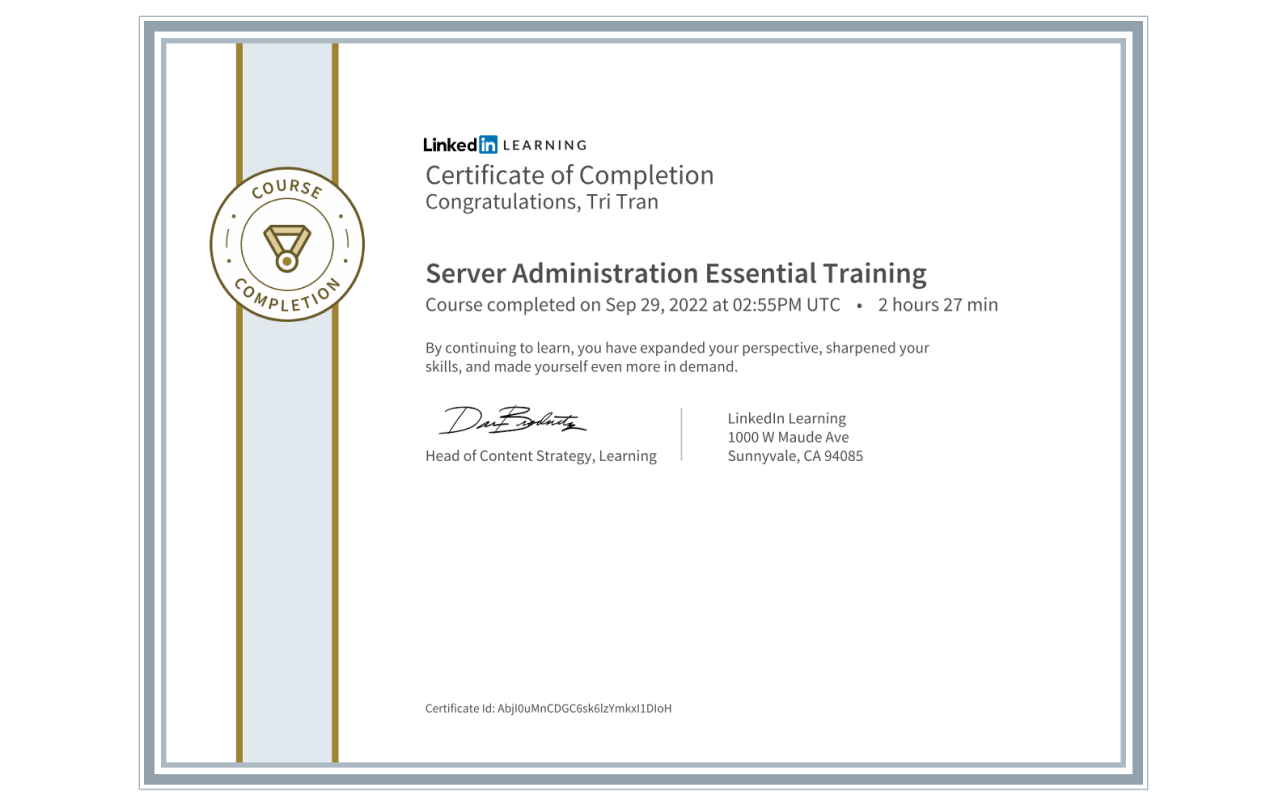 COURSE
COMPLETION
Linkedin LEARNING
Certificate of Completion
Congratulations, Tri Tran
Server Administration Essential Training
Course completed on Sep 29, 2022 at 02:55PM UTC • 2 hours 27 min
By continuing to learn, you have expanded your perspective, sharpened your
skills, and made yourself even more in demand.
Head of Content Strategy, Learning
LinkedIn Learning
1000 W Maude Ave
Sunnyvale, CA 94085
Certificate Id: